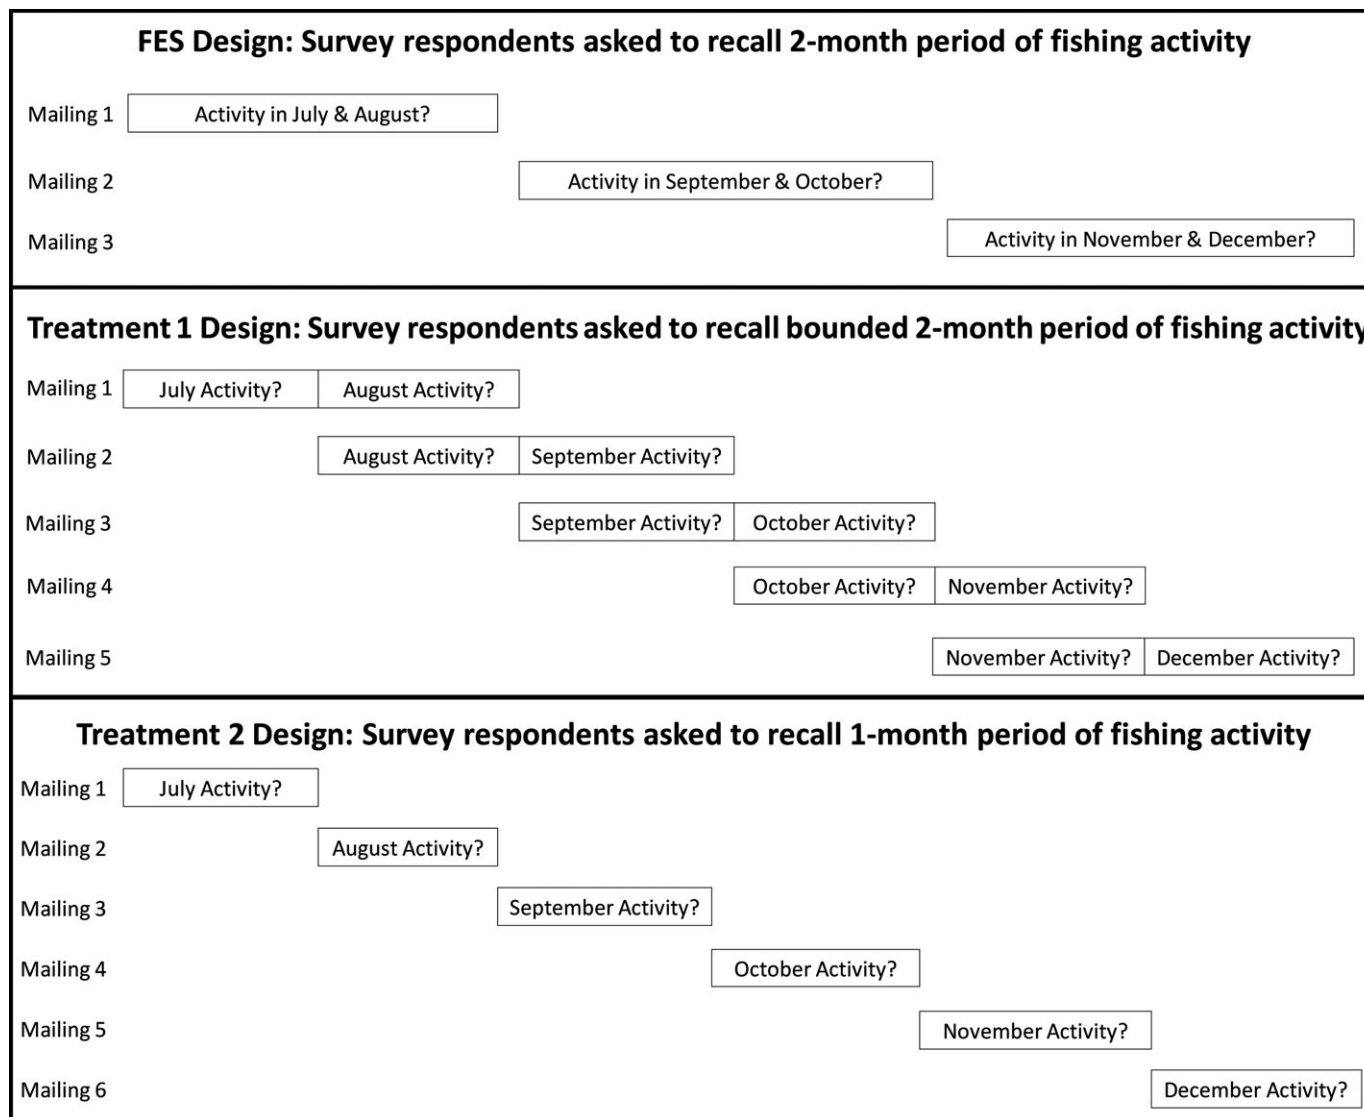 FES Design: Survey respondents asked to recall 2-month period of fishing activity
Mailing 1 Activity in July & August?
Mailing 2 Activity in September & October?
Mailing 3 Activity in November & December?
Treatment 1 Design: Survey respondents asked to recall bounded 2-month period of fishing activity
Mailing 1 July Activity? August Activity?
Mailing 2 August Activity? September Activity?
Mailing 3 September Activity? October Activity?
Mailing 4 October Activity? November Activity?
Mailing 5 November Activity? December Activity?
Treatment 2 Design: Survey respondents asked to recall 1-month period of fishing activity
Mailing 1 July Activity?
Mailing 2 August Activity?
Mailing 3 September Activity?
Mailing 4 October Activity?
Mailing 5 November Activity?
Mailing 6 December Activity?